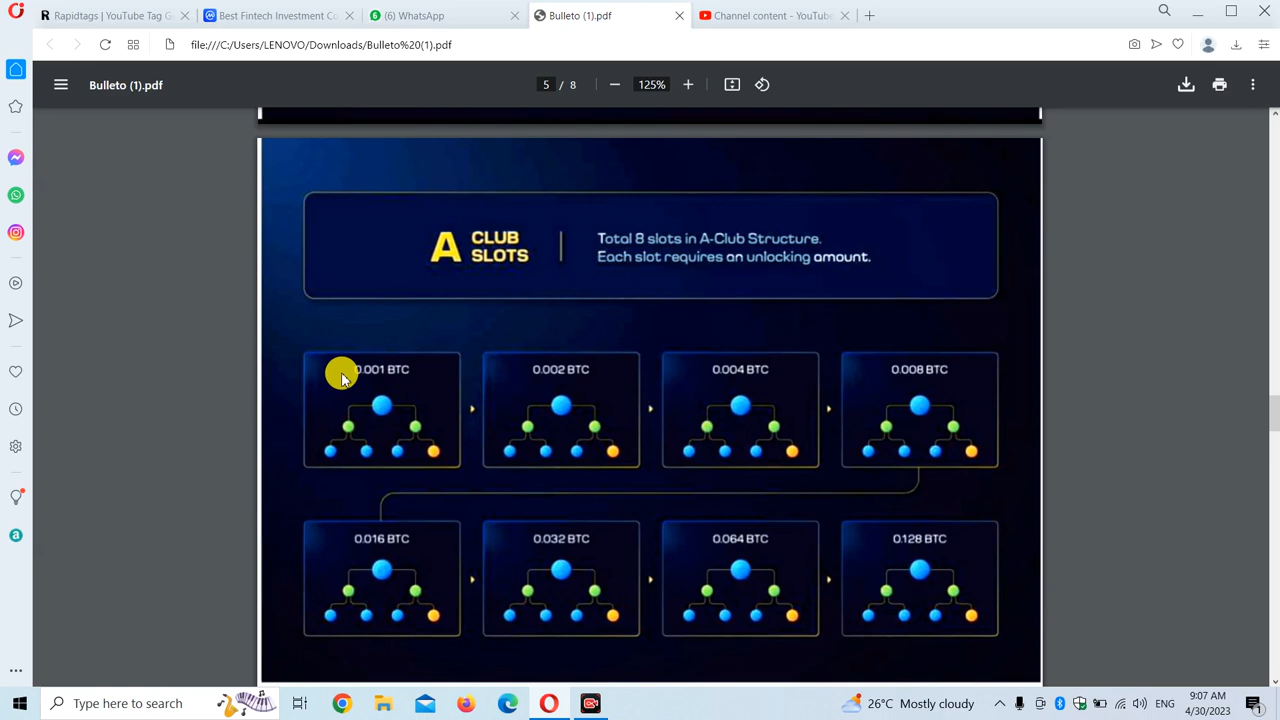 Rapidtags | YouTube Tag G
Best Fintech Investment Co
(6) WhatsApp
Bulleto (1).pdf
Channel content - YouTube
file:///C:/Users/LENOVO/Downloads/Bulleto%20(1).pdf
Bulleto (1).pdf
5 / 8
125%
A CLUB SLOTS
Total 8 slots in A-Club Structure.
Each slot requires an unlocking amount.
0.001 BTC
0.002 BTC
0.004 BTC
0.008 BTC
0.016 BTC
0.032 BTC
0.064 BTC
0.128 BTC
Type here to search
26°C Mostly cloudy
ENG
9:07 AM
4/30/2023